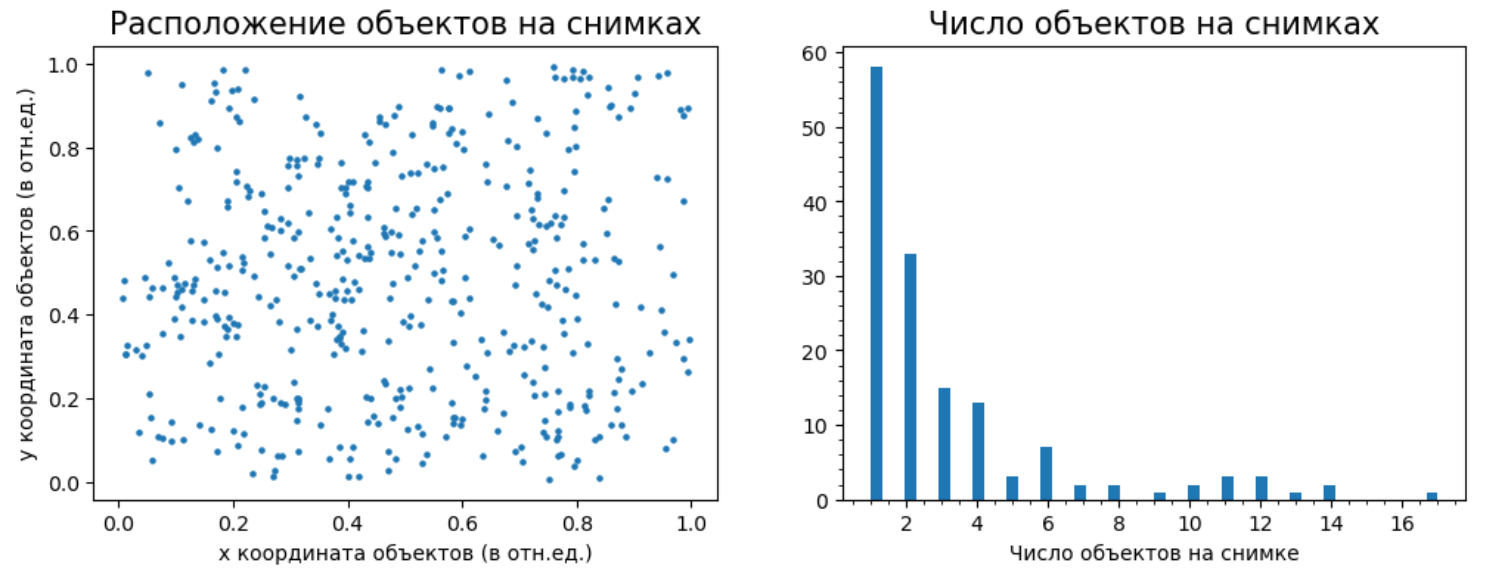 Расположение объектов на снимках
y координата объектов (в отн.ед.)
1.0
0.8
0.6
0.4
0.2
0.0
0.0 0.2 0.4 0.6 0.8 1.0
x координата объектов (в отн.ед.)
Число объектов на снимках
60
50
40
30
20
10
0
2 4 6 8 10 12 14 16
Число объектов на снимке